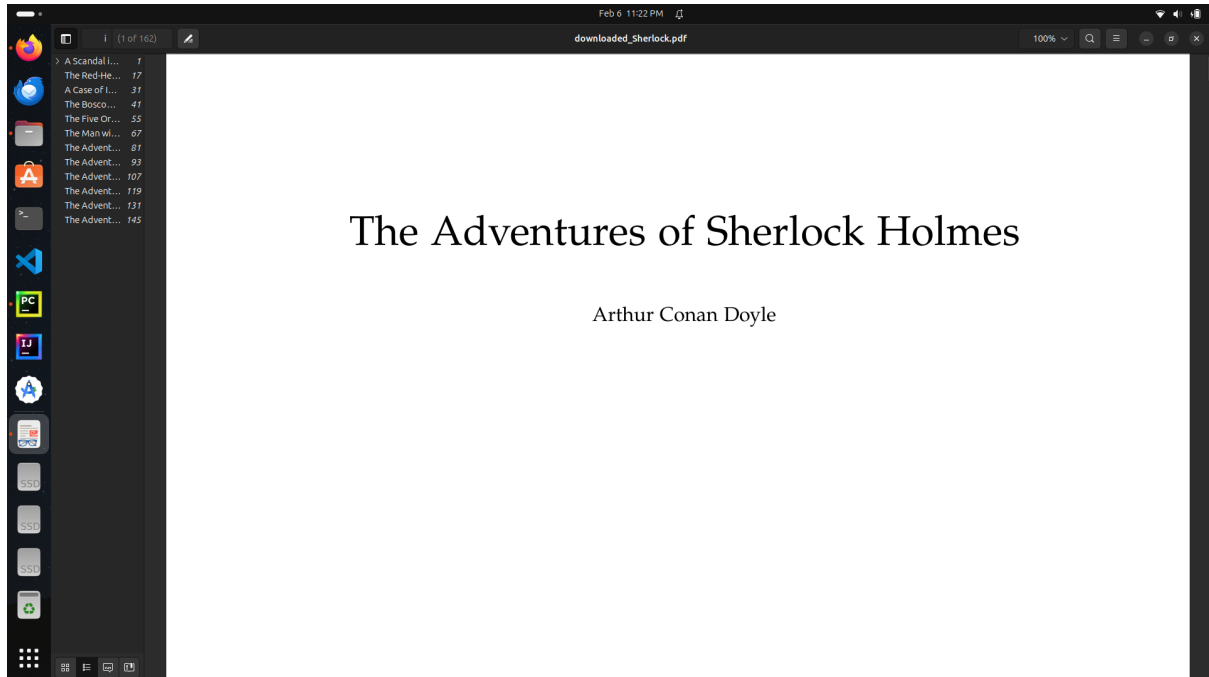 Feb 6 11:22 PM
i (1 of 162)
downloaded_Sherlock.pdf
100%
A Scandal i... 1
The Red-He... 17
A Case of I... 31
The Bosco... 41
The Five Or... 55
The Man wi... 67
The Advent... 81
The Advent... 93
The Advent... 107
The Advent... 119
The Advent... 131
The Advent... 145
The Adventures of Sherlock Holmes
Arthur Conan Doyle
PC
IJ
SSD
SSD
SSD